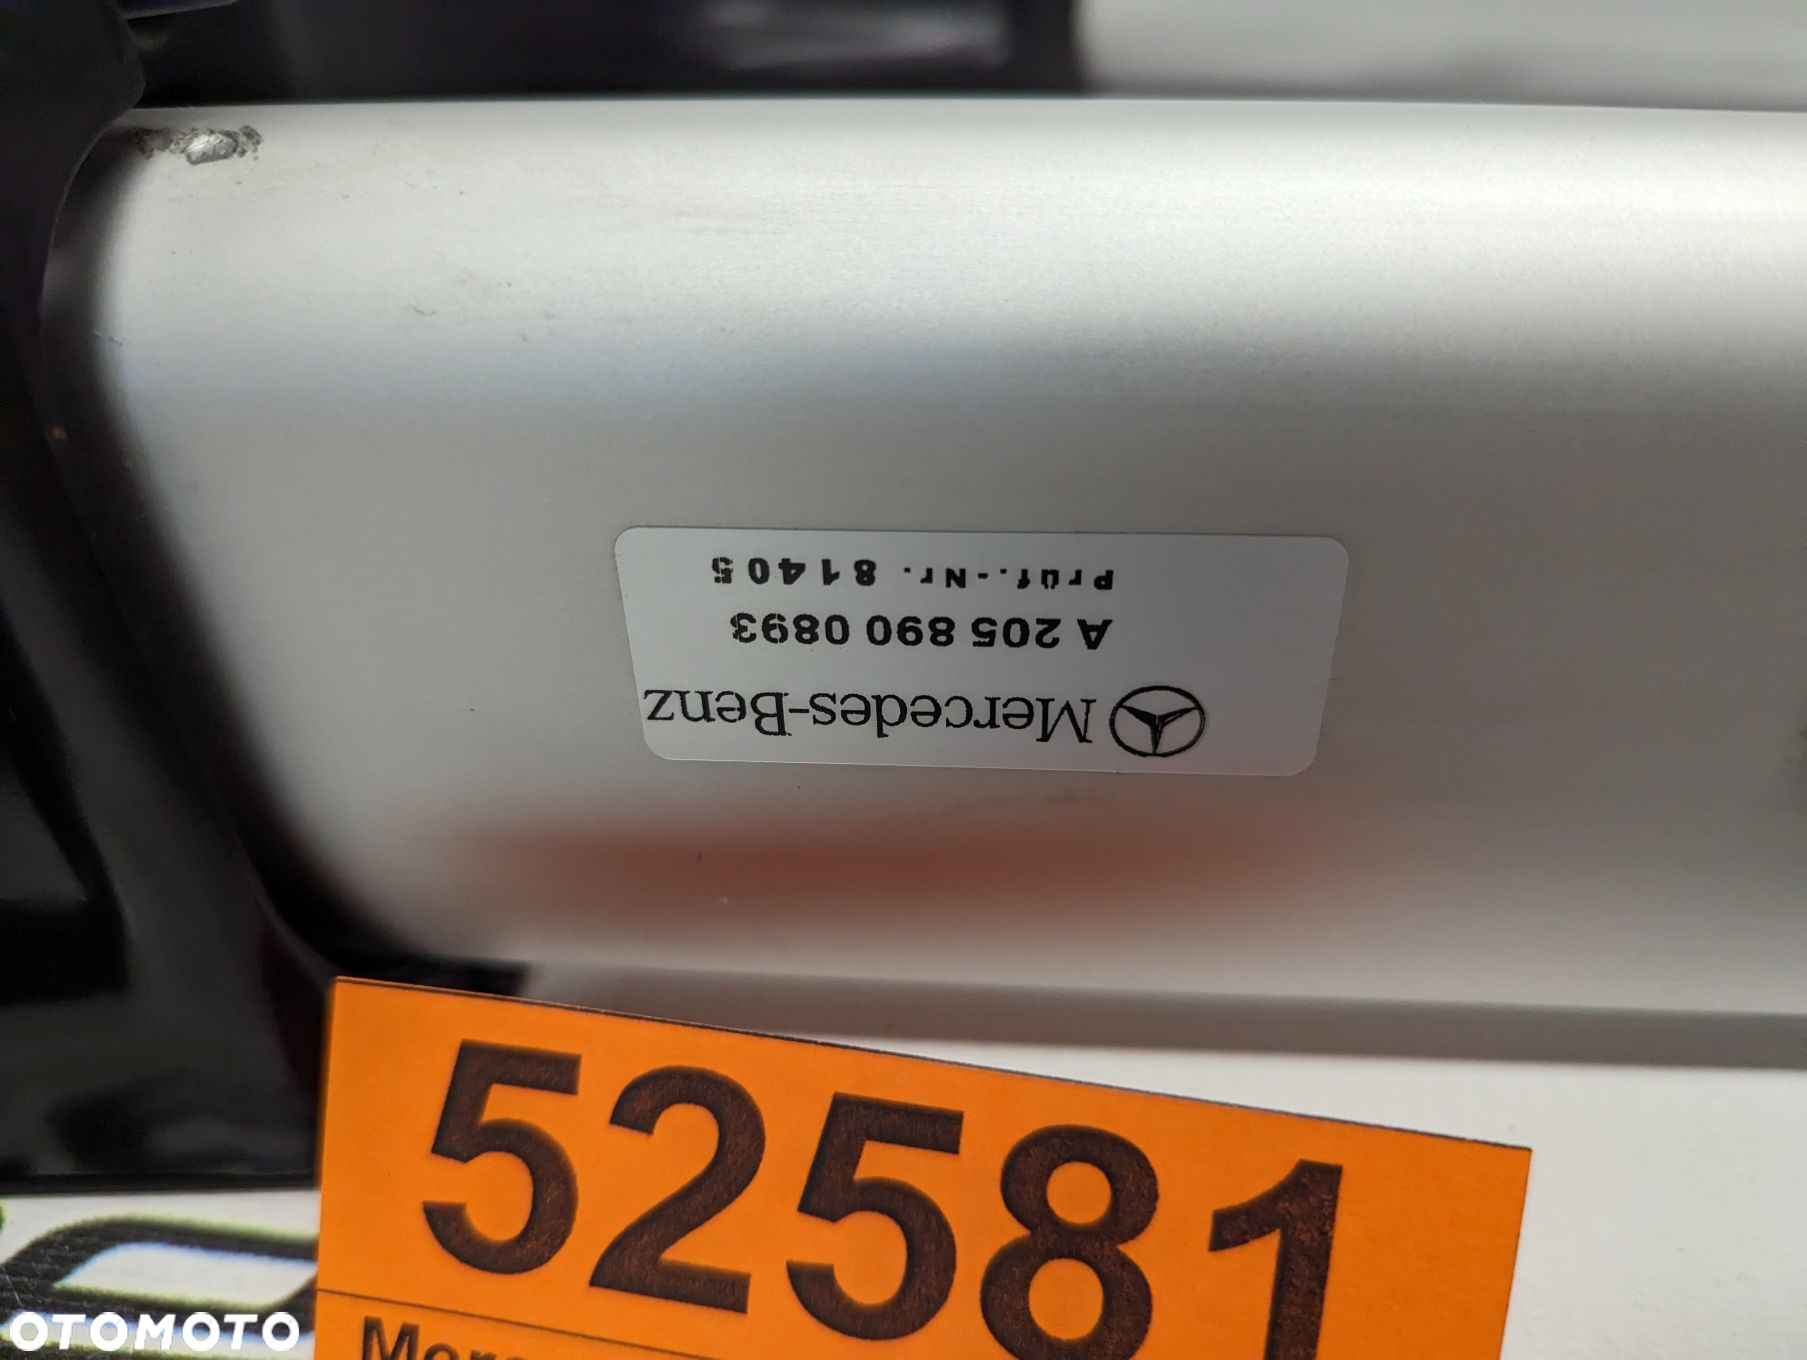 Mercedes-Benz
A 205 890 0893
Prüf.-Nr. 81405
52581
OTOMOTO